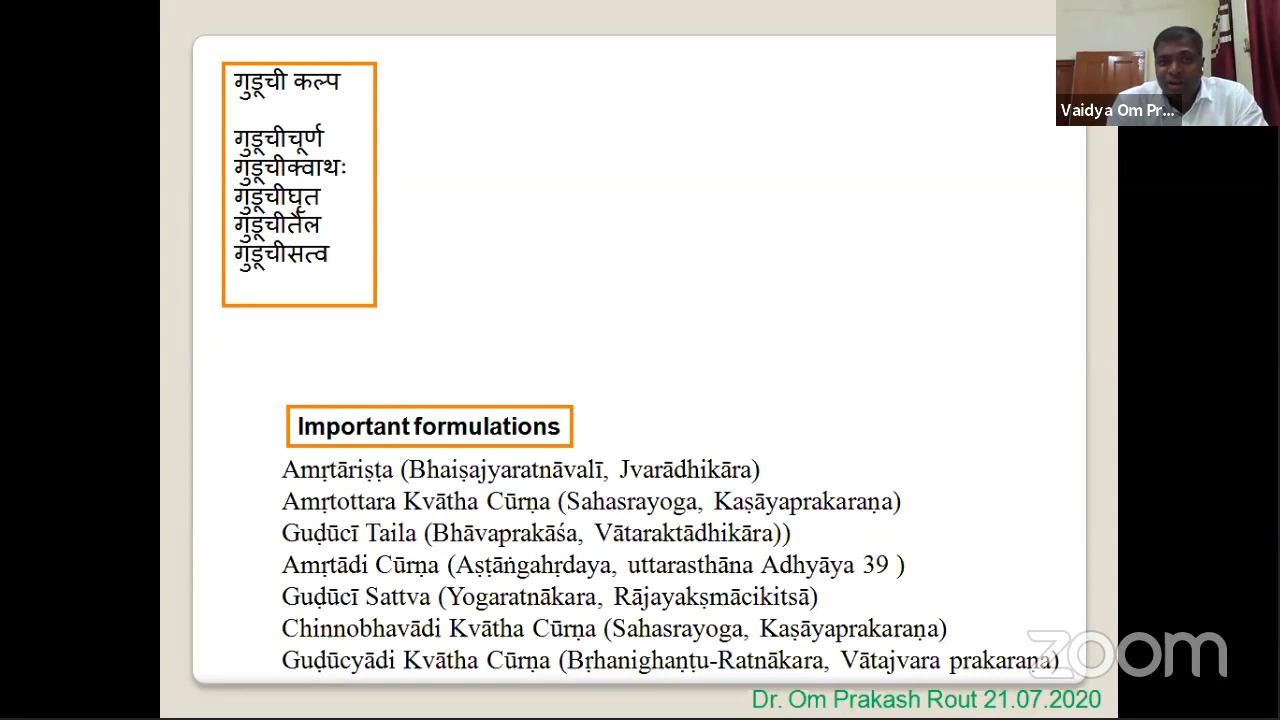 गुडूची कल्प
गुडूचीचूर्ण
गुडूचीक्वाथः
गुडूचीघृत
गुडूचीतैल
गुडूचीसत्व
Vaidya Om Pr...
Important formulations
Amṛtāriṣṭa (Bhaiṣajyaratnāvalī, Jvarādhikāra)
Amṛtottara Kvātha Cūrṇa (Sahasrayoga, Kaṣāyaprakaraṇa)
Guḍūcī Taila (Bhāvaprakāśa, Vātaraktādhikāra))
Amṛtādi Cūrṇa (Aṣṭāṅgahṛdaya, uttarasthāna Adhyāya 39 )
Guḍūcī Sattva (Yogaratnākara, Rājayakṣmācikitsā)
Chinnobhavādi Kvātha Cūrṇa (Sahasrayoga, Kaṣāyaprakaraṇa)
Guḍūcyādi Kvātha Cūrṇa (Bṛhanighaṇṭu-Ratnākara, Vātajvara prakaraṇa)
zoom
Dr. Om Prakash Rout 21.07.2020